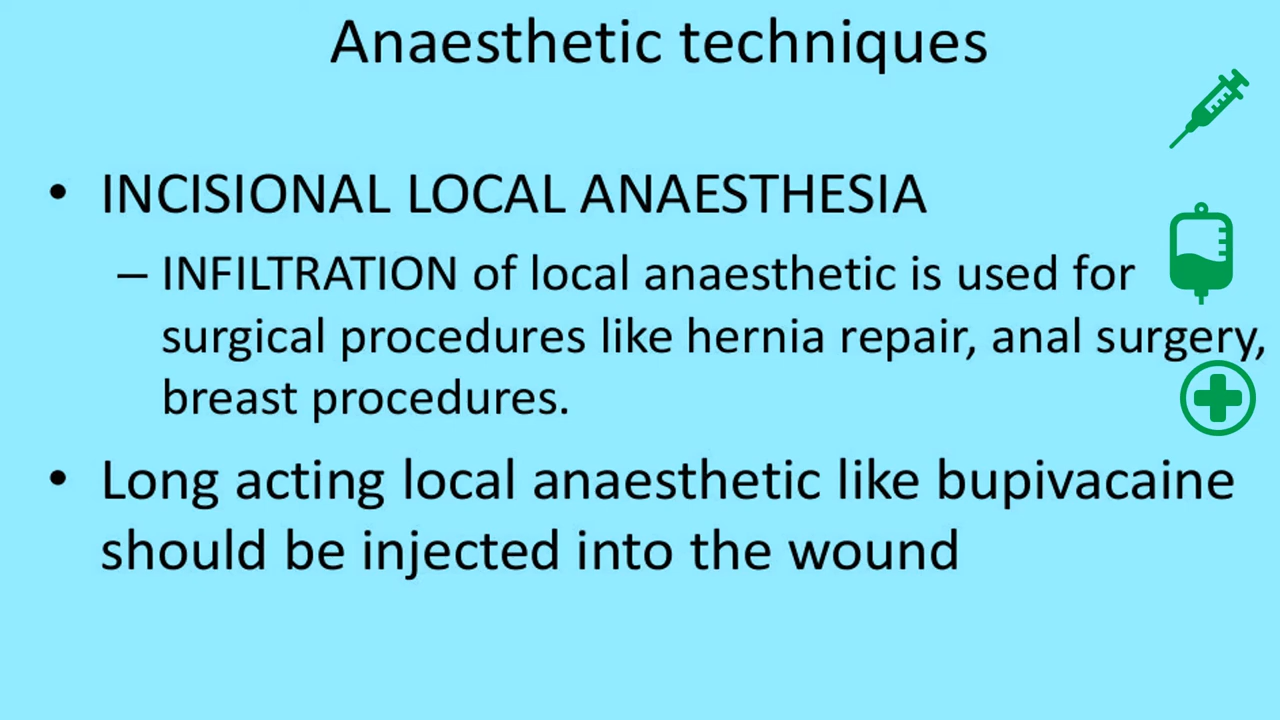 Anaesthetic techniques
• INCISIONAL LOCAL ANAESTHESIA
– INFILTRATION of local anaesthetic is used for
surgical procedures like hernia repair, anal surgery,
breast procedures.
• Long acting local anaesthetic like bupivacaine
should be injected into the wound